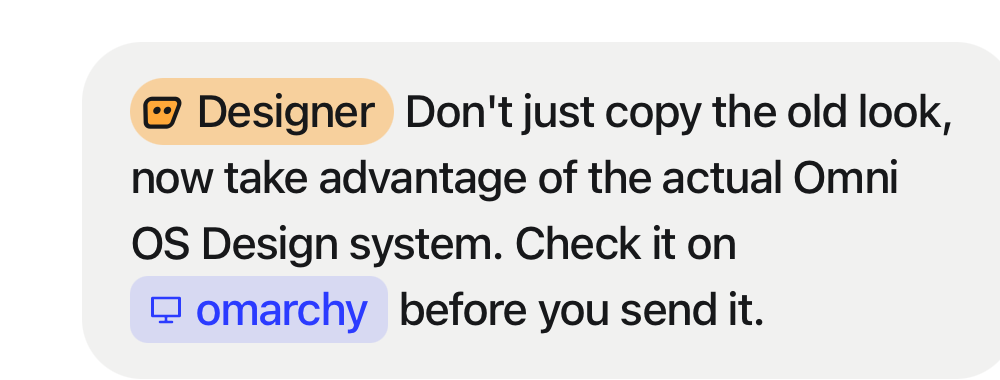 Designer Don't just copy the old look,
now take advantage of the actual Omni
OS Design system. Check it on
omarchy before you send it.